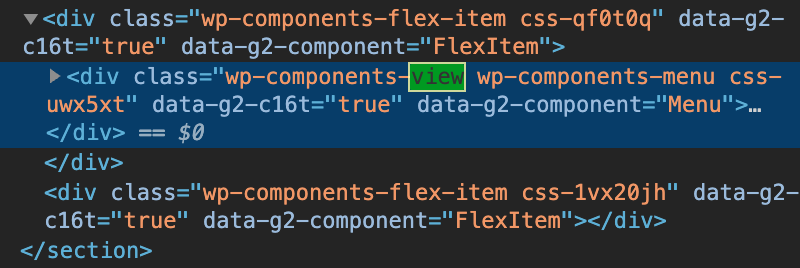 ▼<div class="wp-components-flex-item css-qf0t0q" data-g2-
c16t="true" data-g2-component="FlexItem">
▶<div class="wp-components-view wp-components-menu css-
uwx5xt" data-g2-c16t="true" data-g2-component="Menu">…
</div> == $0
</div>
<div class="wp-components-flex-item css-1vx20jh" data-g2-
c16t="true" data-g2-component="FlexItem"></div>
</section>